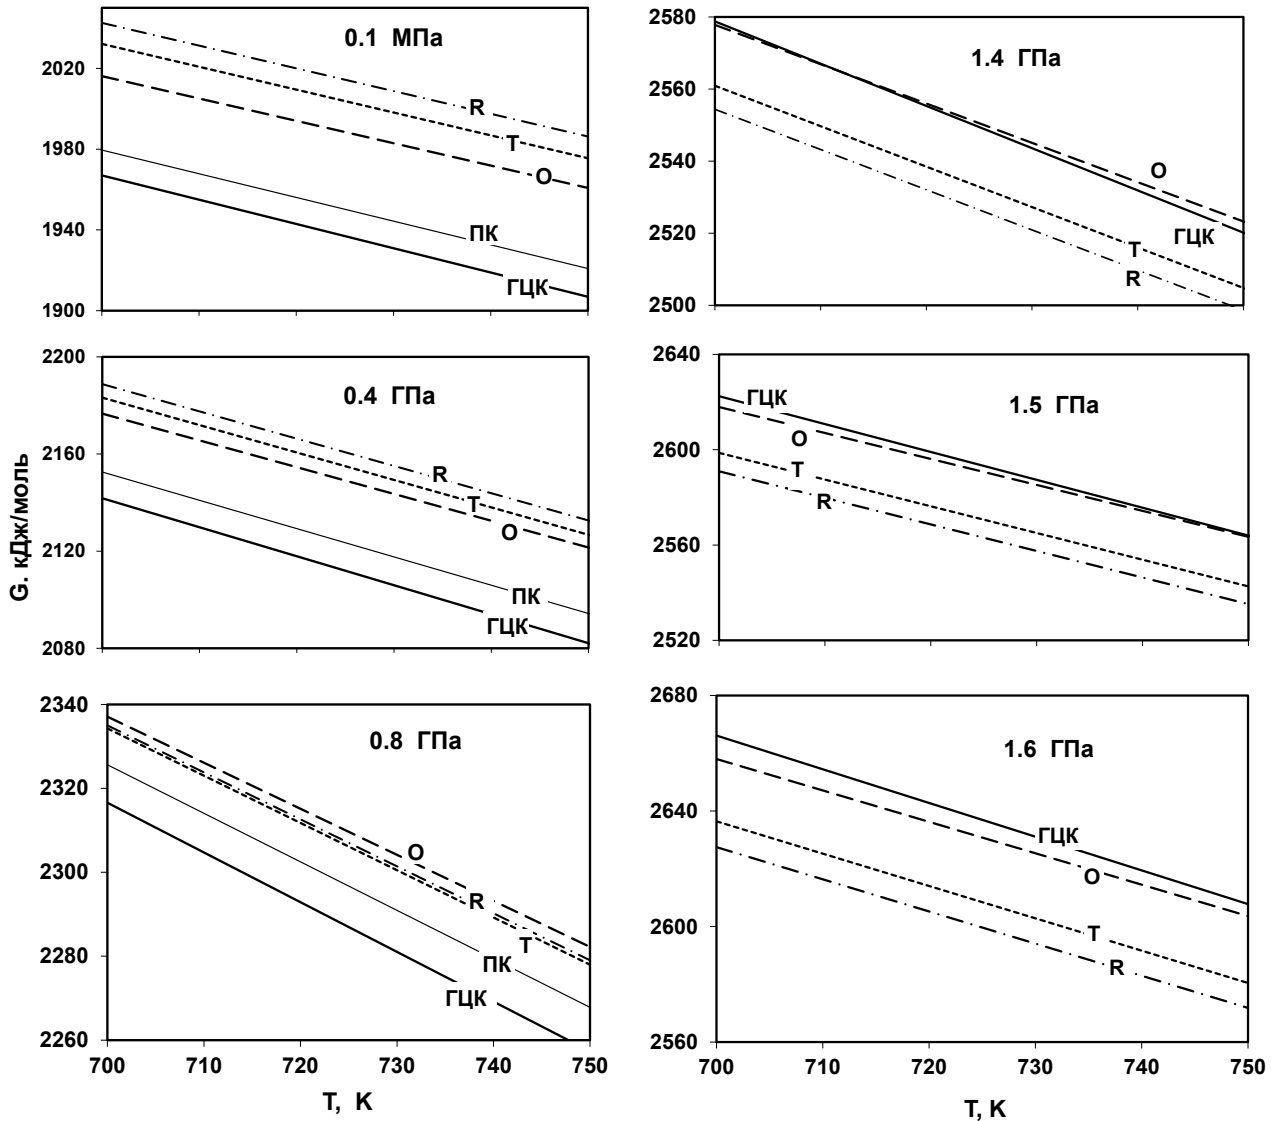 0.1 МПа
2020
1980
1940
1900
R
T
O
ПК
ГЦК
1.4 ГПа
2580
2560
2540
2520
2500
O
ГЦК
T
R
0.4 ГПа
2200
2160
2120
2080
R
T
O
ПК
ГЦК
G. кДж/моль
1.5 ГПа
2640
2600
2560
2520
ГЦК
O
T
R
0.8 ГПа
2340
2320
2300
2280
2260
O
R
T
ПК
ГЦК
700 710 720 730 740 750
T, K
1.6 ГПа
2680
2640
2600
2560
ГЦК
O
T
R
700 710 720 730 740 750
T, K